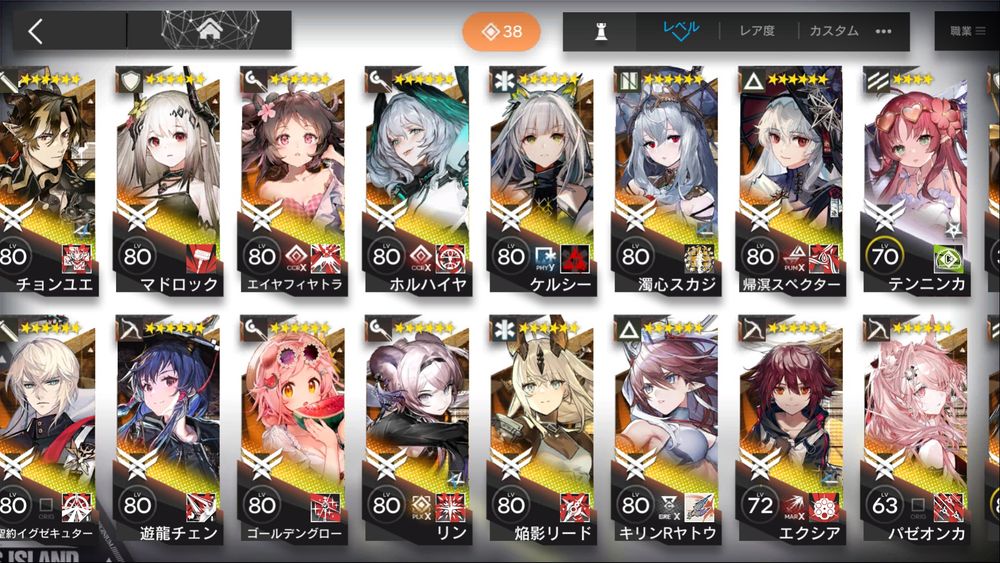 38
レベル
レア度
カスタム
職業
LV
80
チョンユエ
LV
80
マドロック
LV
80
CCR X
エイヤフィヤトラ
LV
80
CCR X
ホルハイヤ
LV
80
PHY Y
ケルシー
LV
80
濁心スカジ
LV
80
PUM X
帰溟スペクター
LV
70
テンニンカ
LV
80
ORIG
聖約イグゼキュター
LV
80
遊龍チェン
LV
80
ゴールデングロー
LV
80
PLX X
リン
LV
80
焔影リード
LV
80
X
キリンRヤトウ
LV
72
MAR X
エクシア
LV
63
ORIG
パゼオンカ
ISLAND